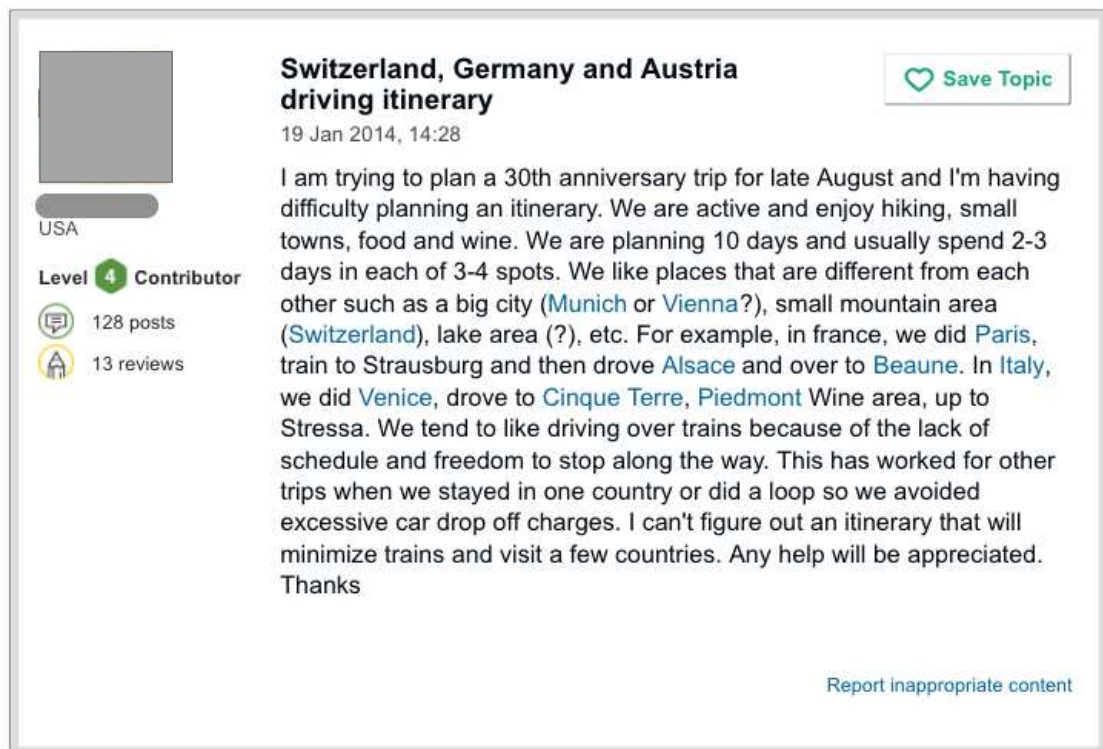 Switzerland, Germany and Austria
driving itinerary
Save Topic
19 Jan 2014, 14:28
USA
Level 4 Contributor
128 posts
13 reviews
I am trying to plan a 30th anniversary trip for late August and I'm having
difficulty planning an itinerary. We are active and enjoy hiking, small
towns, food and wine. We are planning 10 days and usually spend 2-3
days in each of 3-4 spots. We like places that are different from each
other such as a big city (Munich or Vienna?), small mountain area
(Switzerland), lake area (?), etc. For example, in france, we did Paris,
train to Strausburg and then drove Alsace and over to Beaune. In Italy,
we did Venice, drove to Cinque Terre, Piedmont Wine area, up to
Stressa. We tend to like driving over trains because of the lack of
schedule and freedom to stop along the way. This has worked for other
trips when we stayed in one country or did a loop so we avoided
excessive car drop off charges. I can't figure out an itinerary that will
minimize trains and visit a few countries. Any help will be appreciated.
Thanks
Report inappropriate content